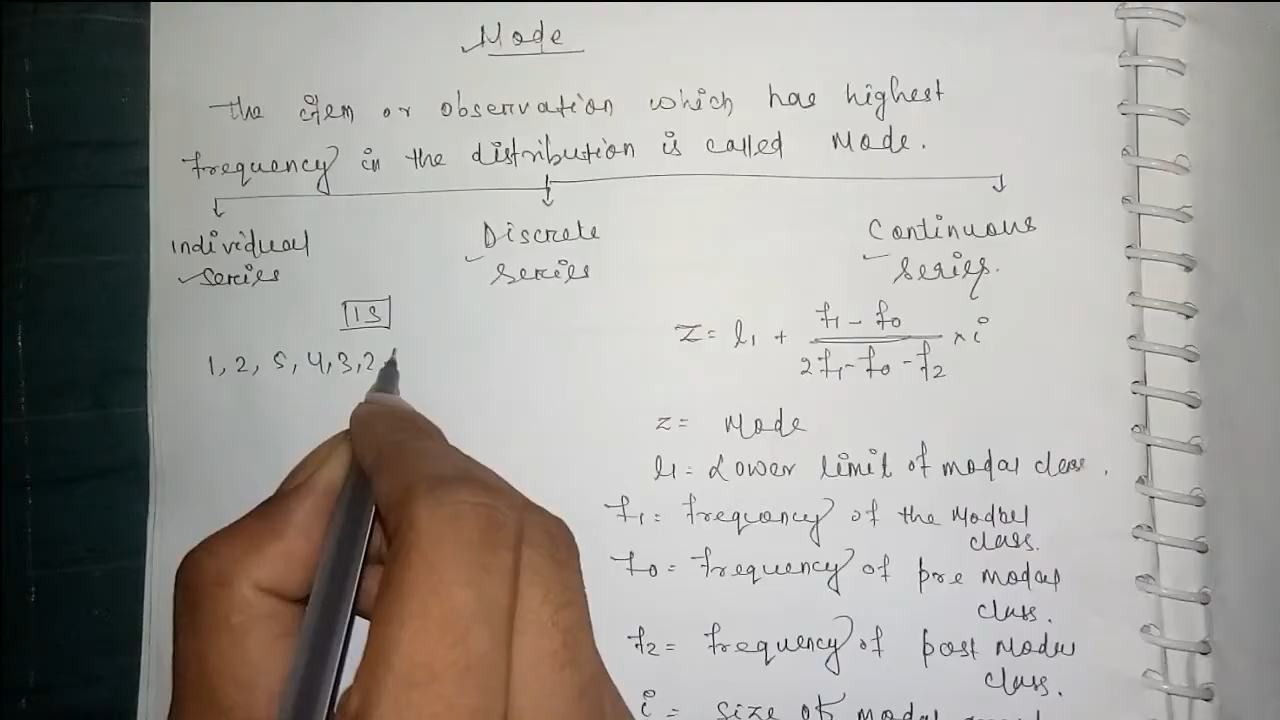 Mode
The item or observation which has highest
frequency in the distribution is called Mode.
Individual
series
Discrete
series
Continuous
series.
IS
1, 2, 5, 4, 3, 2,
Z = l1 + f1 - f0 / 2f1 - f0 - f2 × i
z = Mode
l1 = Lower limit of modal class.
f1 = frequency of the Modal
class.
f0 = frequency of pre modal
class.
f2 = frequency of post Modal
class.
i = size of modal